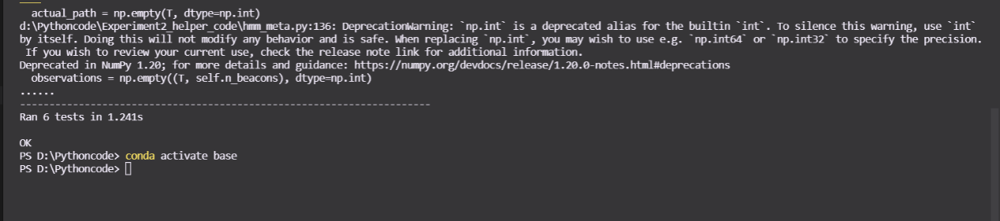 actual_path = np.empty(T, dtype=np.int)
d:\Pythoncode\Experiment2_helper_code\hmm_meta.py:136: DeprecationWarning: `np.int` is a deprecated alias for the builtin `int`. To silence this warning, use `int`
by itself. Doing this will not modify any behavior and is safe. When replacing `np.int`, you may wish to use e.g. `np.int64` or `np.int32` to specify the precision.
If you wish to review your current use, check the release note link for additional information.
Deprecated in NumPy 1.20; for more details and guidance: https://numpy.org/devdocs/release/1.20.0-notes.html#deprecations
observations = np.empty((T, self.n_beacons), dtype=np.int)
......
----------------------------------------------------------------------
Ran 6 tests in 1.241s
OK
PS D:\Pythoncode> conda activate base
PS D:\Pythoncode>